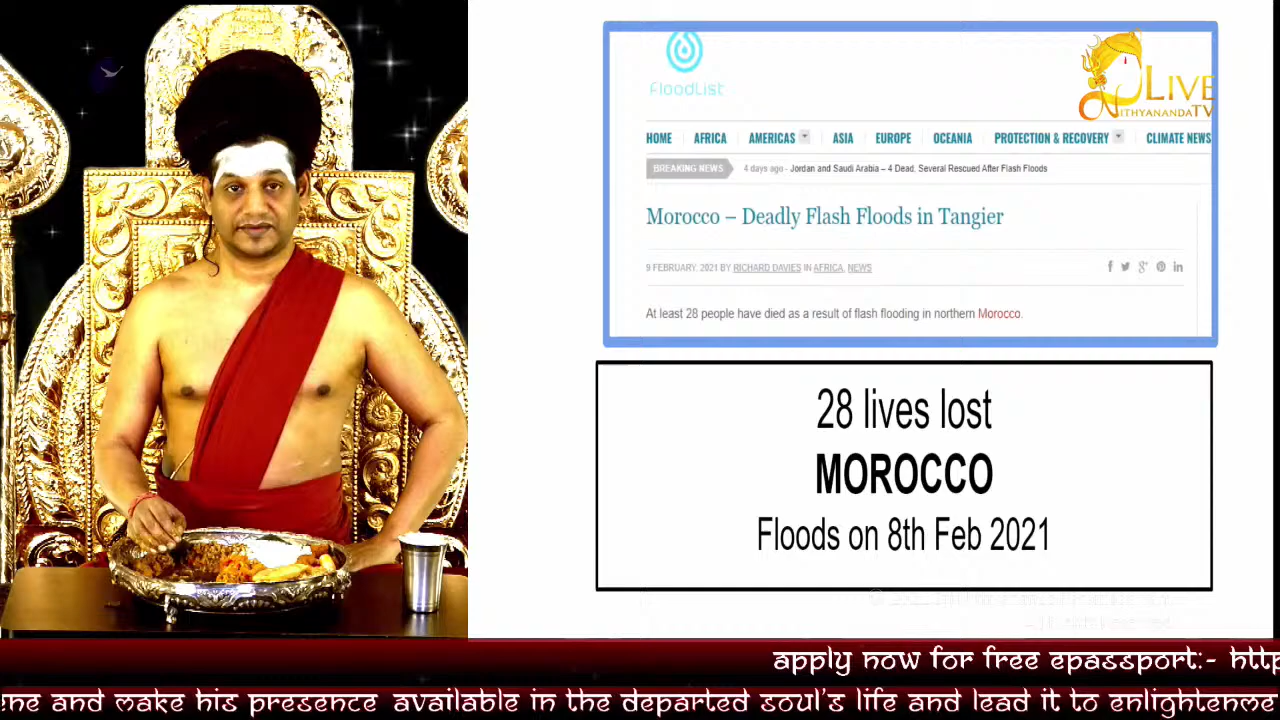 FloodList
LIVE
NITHYANANDA TV
HOME AFRICA AMERICAS ASIA EUROPE OCEANIA PROTECTION & RECOVERY CLIMATE NEWS
BREAKING NEWS 4 days ago - Jordan and Saudi Arabia – 4 Dead, Several Rescued After Flash Floods
Morocco – Deadly Flash Floods in Tangier
9 FEBRUARY, 2021 BY RICHARD DAVIES IN AFRICA, NEWS
At least 28 people have died as a result of flash flooding in northern Morocco.
28 lives lost
MOROCCO
Floods on 8th Feb 2021
apply now for free epassport:- http
ne and make his presence available in the departed soul's life and lead it to enlightenme